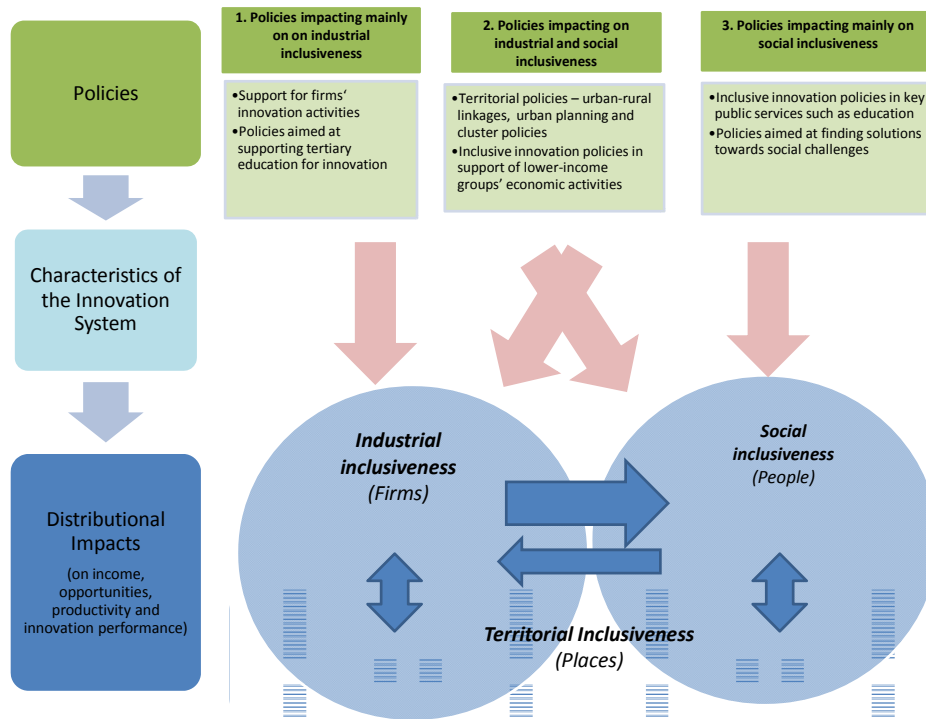 Policies
Characteristics of
the Innovation
System
Distributional
Impacts
(on income,
opportunities,
productivity and
innovation performance)
1. Policies impacting mainly
on on industrial
inclusiveness
•Support for firms'
innovation activities
•Policies aimed at
supporting tertiary
education for innovation
2. Policies impacting on
industrial and social
inclusiveness
•Territorial policies – urban-rural
linkages, urban planning and
cluster policies
•Inclusive innovation policies in
support of lower-income
groups' economic activities
3. Policies impacting mainly on
social inclusiveness
•Inclusive innovation policies in key
public services such as education
•Policies aimed at finding solutions
towards social challenges
Industrial
inclusiveness
(Firms)
Social
inclusiveness
(People)
Territorial Inclusiveness
(Places)